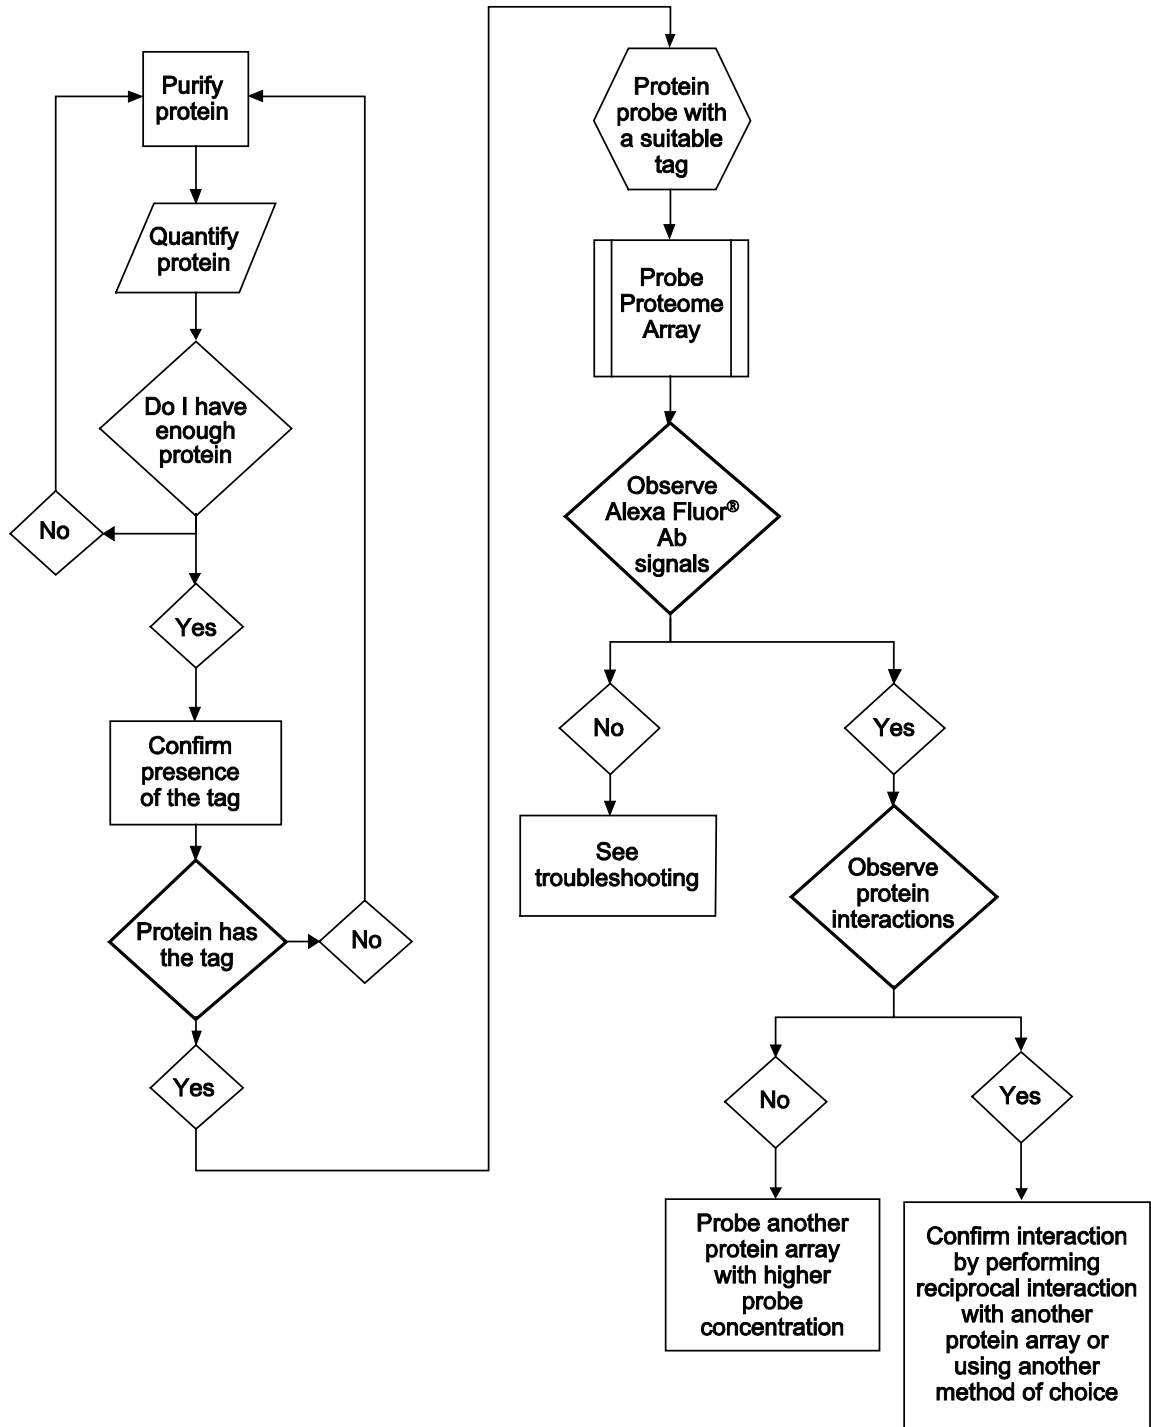 Purify
protein
Quantify
protein
Do I have
enough
protein
No
Yes
Confirm
presence
of the tag
Protein has
the tag
No
Yes
Protein
probe with
a suitable
tag
Probe
Proteome
Array
Observe
Alexa Fluor®
Ab
signals
No
Yes
See
troubleshooting
Observe
protein
interactions
No
Yes
Probe another
protein array
with higher
probe
concentration
Confirm interaction
by performing
reciprocal interaction
with another
protein array or
using another
method of choice